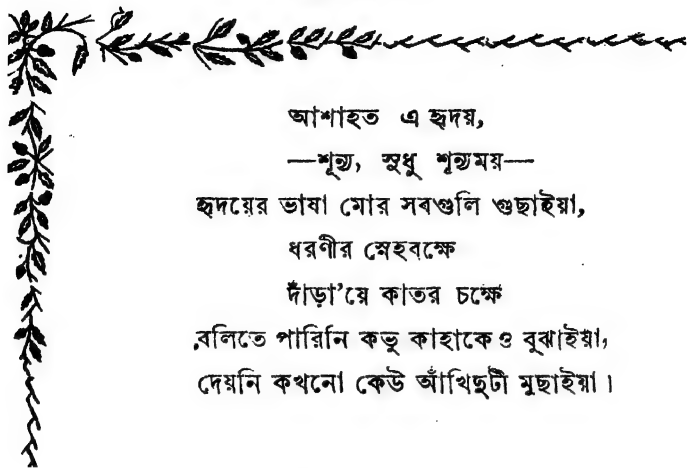 আশাহত এ হৃদয়,
—শূন্য, সুধু শূন্যময়—
হৃদয়ের ভাষা মোর সবগুলি গুছাইয়া,
ধরণীর স্নেহবক্ষে
দাঁড়া'য়ে কাতর চক্ষে
বলিতে পারিনি কভু কাহাকেও বুঝাইয়া,
দেয়নি কখনো কেউ আঁখিদুটী মুছাইয়া।